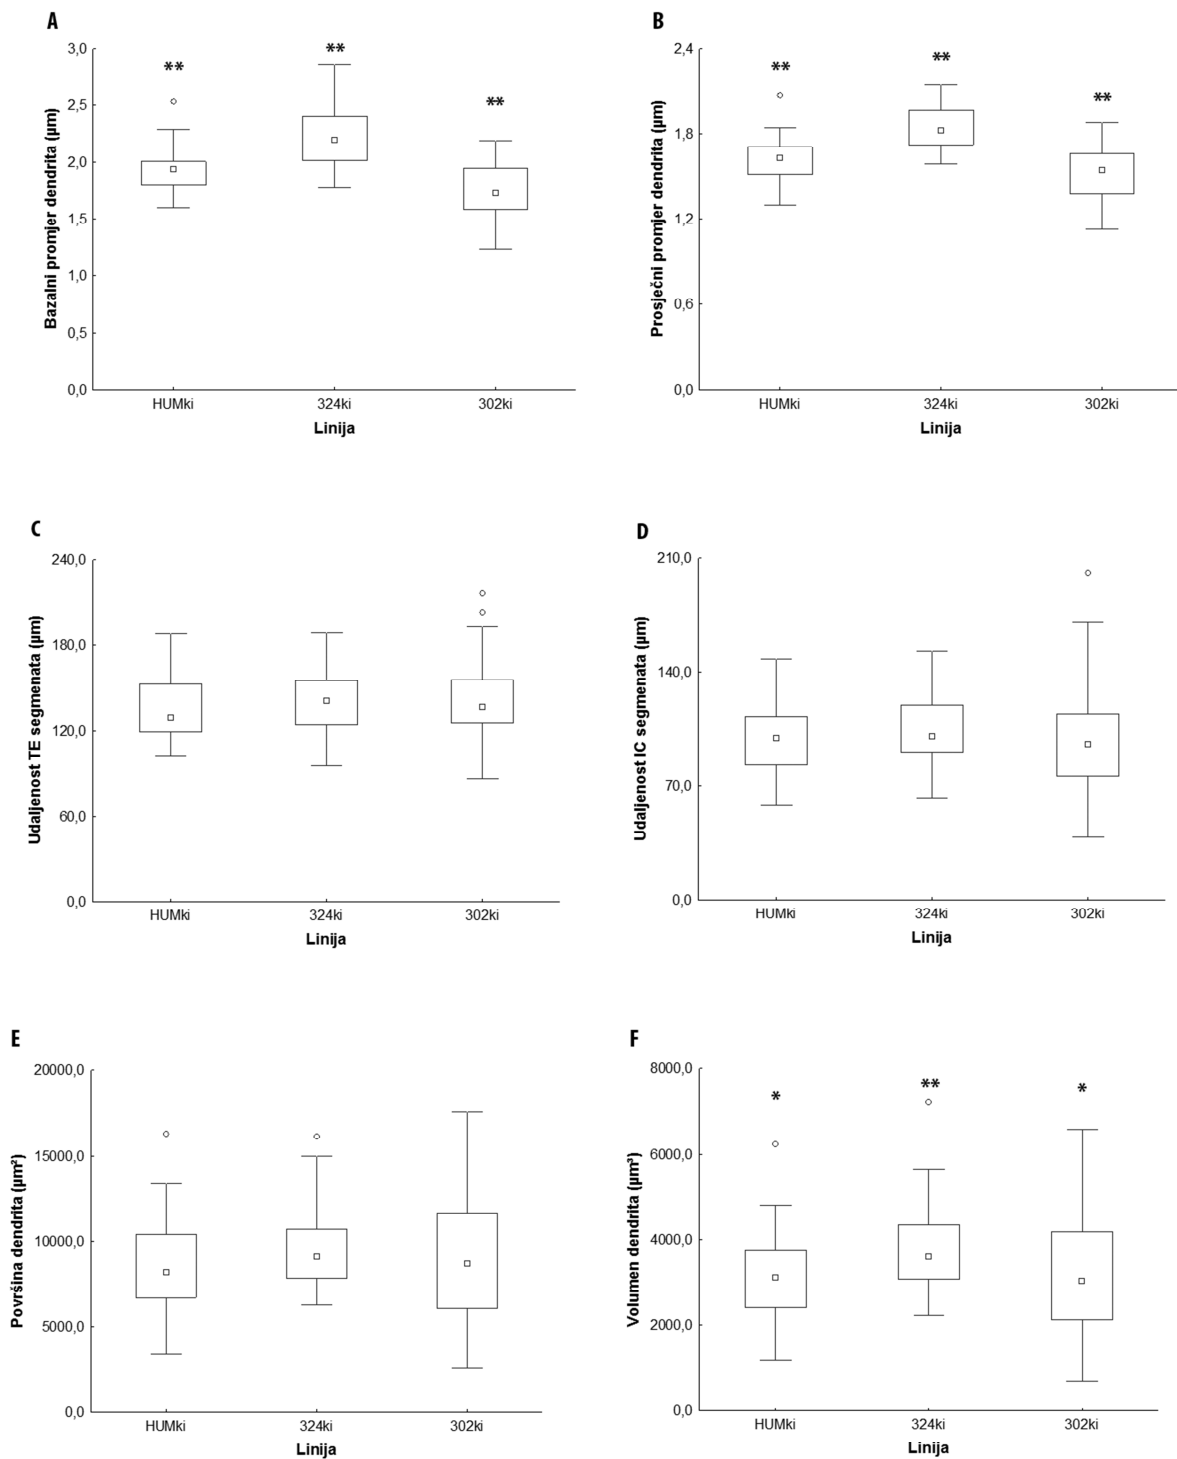 A
**
**
**
Bazalni promjer dendrita (µm)
3,0
2,5
2,0
1,5
1,0
0,5
0,0
HUMki 324ki 302ki
Linija
B
**
**
**
Prosječni promjer dendrita (µm)
2,4
1,8
1,2
0,6
0,0
HUMki 324ki 302ki
Linija
C
Udaljenost TE segmenata (µm)
240,0
180,0
120,0
60,0
0,0
HUMki 324ki 302ki
Linija
D
Udaljenost IC segmenata (µm)
210,0
140,0
70,0
0,0
HUMki 324ki 302ki
Linija
E
Površina dendrita (µm²)
20000,0
15000,0
10000,0
5000,0
0,0
HUMki 324ki 302ki
Linija
F
*
**
*
Volumen dendrita (µm³)
8000,0
6000,0
4000,0
2000,0
0,0
HUMki 324ki 302ki
Linija